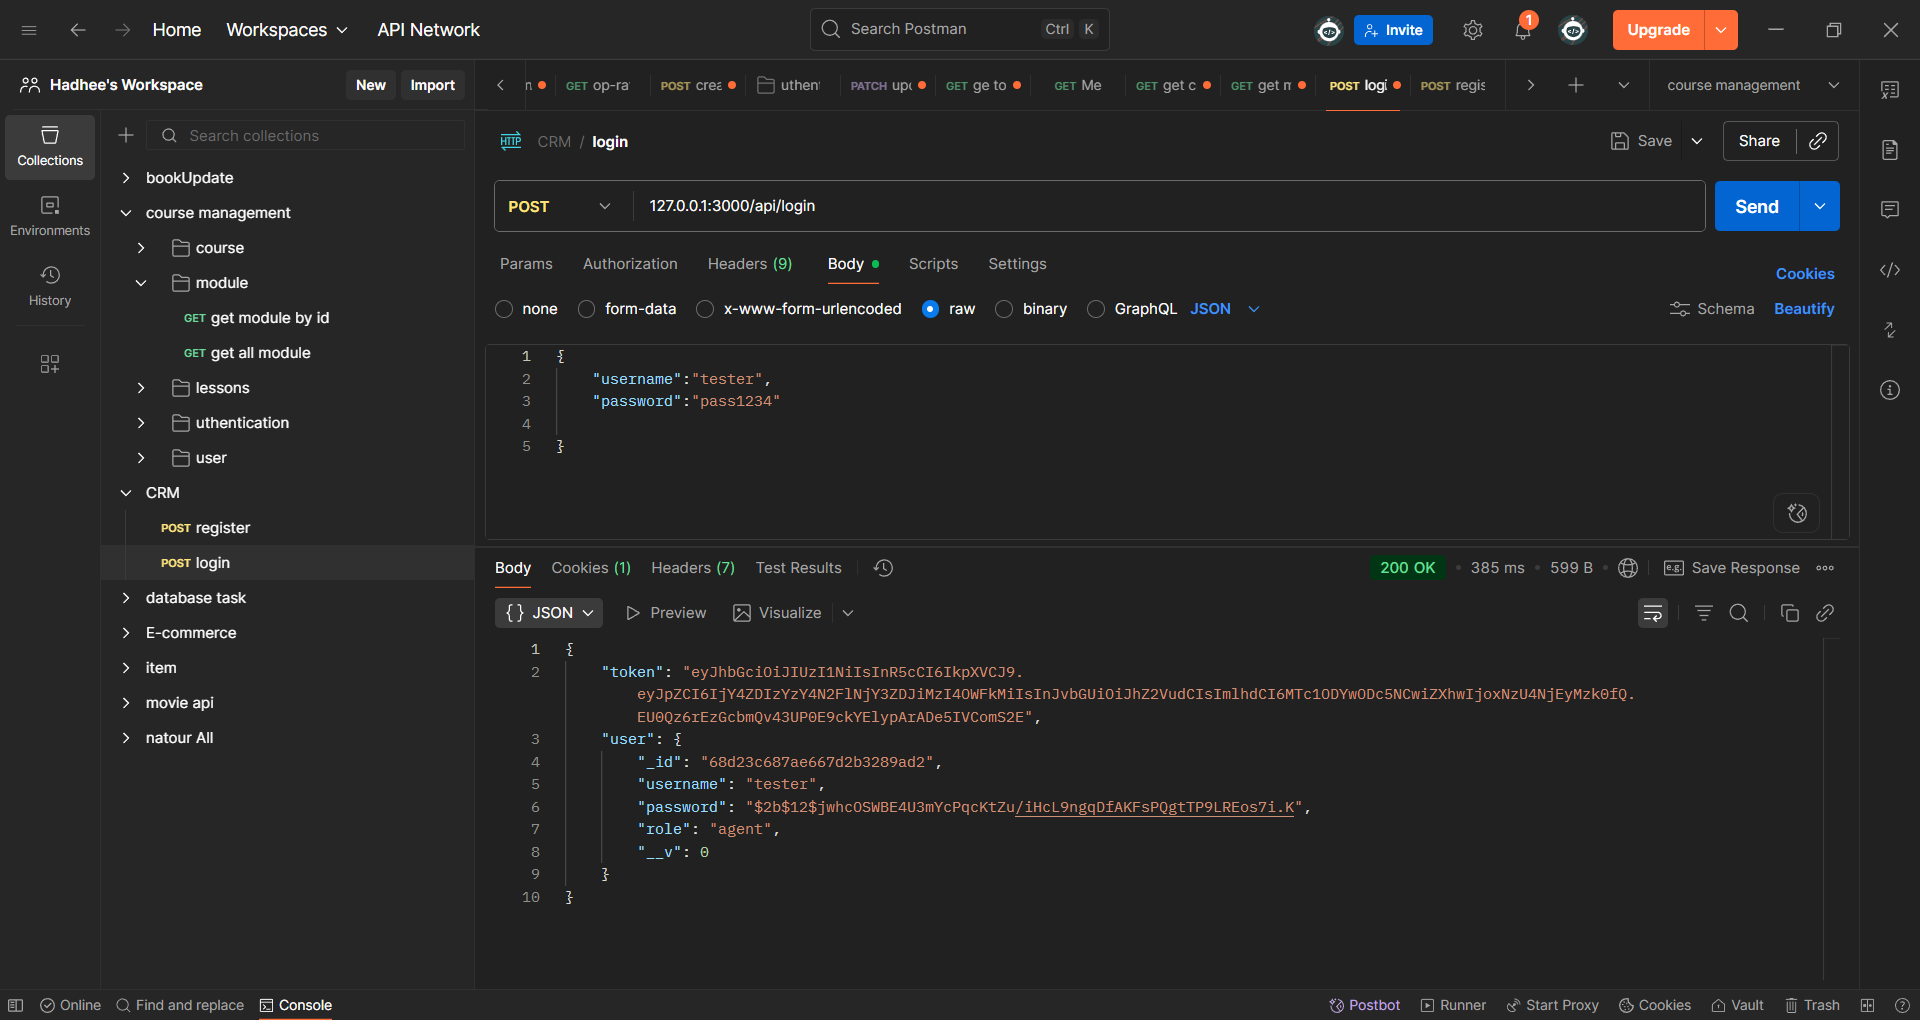 Home
Workspaces
API Network
Search Postman
Ctrl K
Invite
1
Upgrade
Hadhee's Workspace
New
Import
GET op-ra
POST crea
uthen
PATCH up
GET ge to
GET Me
GET get c
GET get m
POST logi
POST regis
course management
Collections
Environments
History
Search collections
bookUpdate
course management
course
module
GET get module by id
GET get all module
lessons
uthentication
user
CRM
POST register
POST login
database task
E-commerce
item
movie api
natour All
HTTP CRM / login
Save
Share
POST
127.0.0.1:3000/api/login
Send
Params
Authorization
Headers (9)
Body
Scripts
Settings
Cookies
none
form-data
x-www-form-urlencoded
raw
binary
GraphQL
JSON
Schema
Beautify
1 {
2 "username":"tester",
3 "password":"pass1234"
4
5 }
Body
Cookies (1)
Headers (7)
Test Results
200 OK
385 ms
599 B
e.g. Save Response
{} JSON
Preview
Visualize
1 {
2 "token": "eyJhbGciOiJIUzI1NiIsInR5cCI6IkpXVCJ9.
eyJpZCI6IjY4ZDIzYzY4N2FlNjY3ZDJiMzI4OWFkMiIsInJvbGUiOiJhZ2VudCIsImlhdCI6MTc1ODYwODc5NCwiZXhwIjoxNzU4NjEyMzk0fQ.
EU0Qz6rEzGcbmQv43UP0E9ckYElypArADe5IVComS2E",
3 "user": {
4 "_id": "68d23c687ae667d2b3289ad2",
5 "username": "tester",
6 "password": "$2b$12$jwhcOSWBE4U3mYcPqcKtZu/iHcL9ngqDfAKFsPQgtTP9LREos7i.K",
7 "role": "agent",
8 "__v": 0
9 }
10 }
Online
Find and replace
Console
Postbot
Runner
Start Proxy
Cookies
Vault
Trash